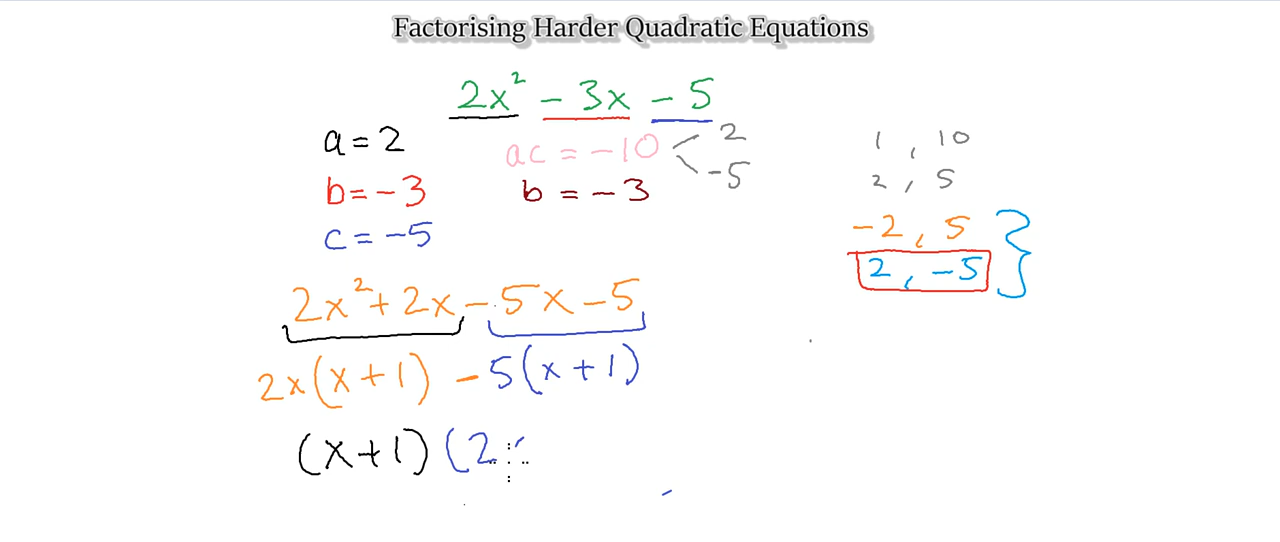 Factorising Harder Quadratic Equations
2x² - 3x - 5
a = 2
ac = -10 < 2
-5
b = -3
b = -3
c = -5
1 , 10
2 , 5
-2 , 5
2 , -5 }
2x² + 2x - 5x - 5
2x(x + 1) - 5(x + 1)
(x + 1) (2